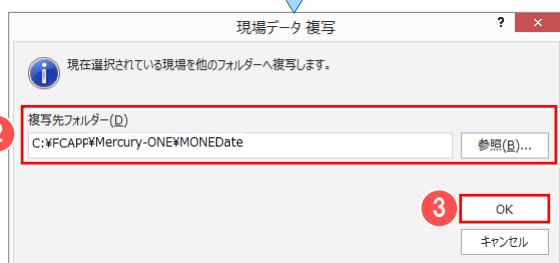 現場データ 複写
? ×
現在選択されている現場を他のフォルダーへ複写します。
2
複写先フォルダー(D)
C:¥FCAPP¥Mercury-ONE¥MONEDate
参照(B)...
3
OK
キャンセル